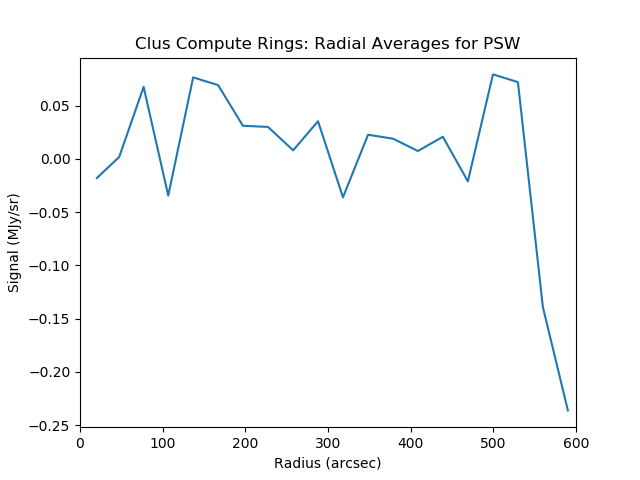 Clus Compute Rings: Radial Averages for PSW
0.05
0.00
−0.05
−0.10
−0.15
−0.20
−0.25
Signal (MJy/sr)
0 100 200 300 400 500 600
Radius (arcsec)